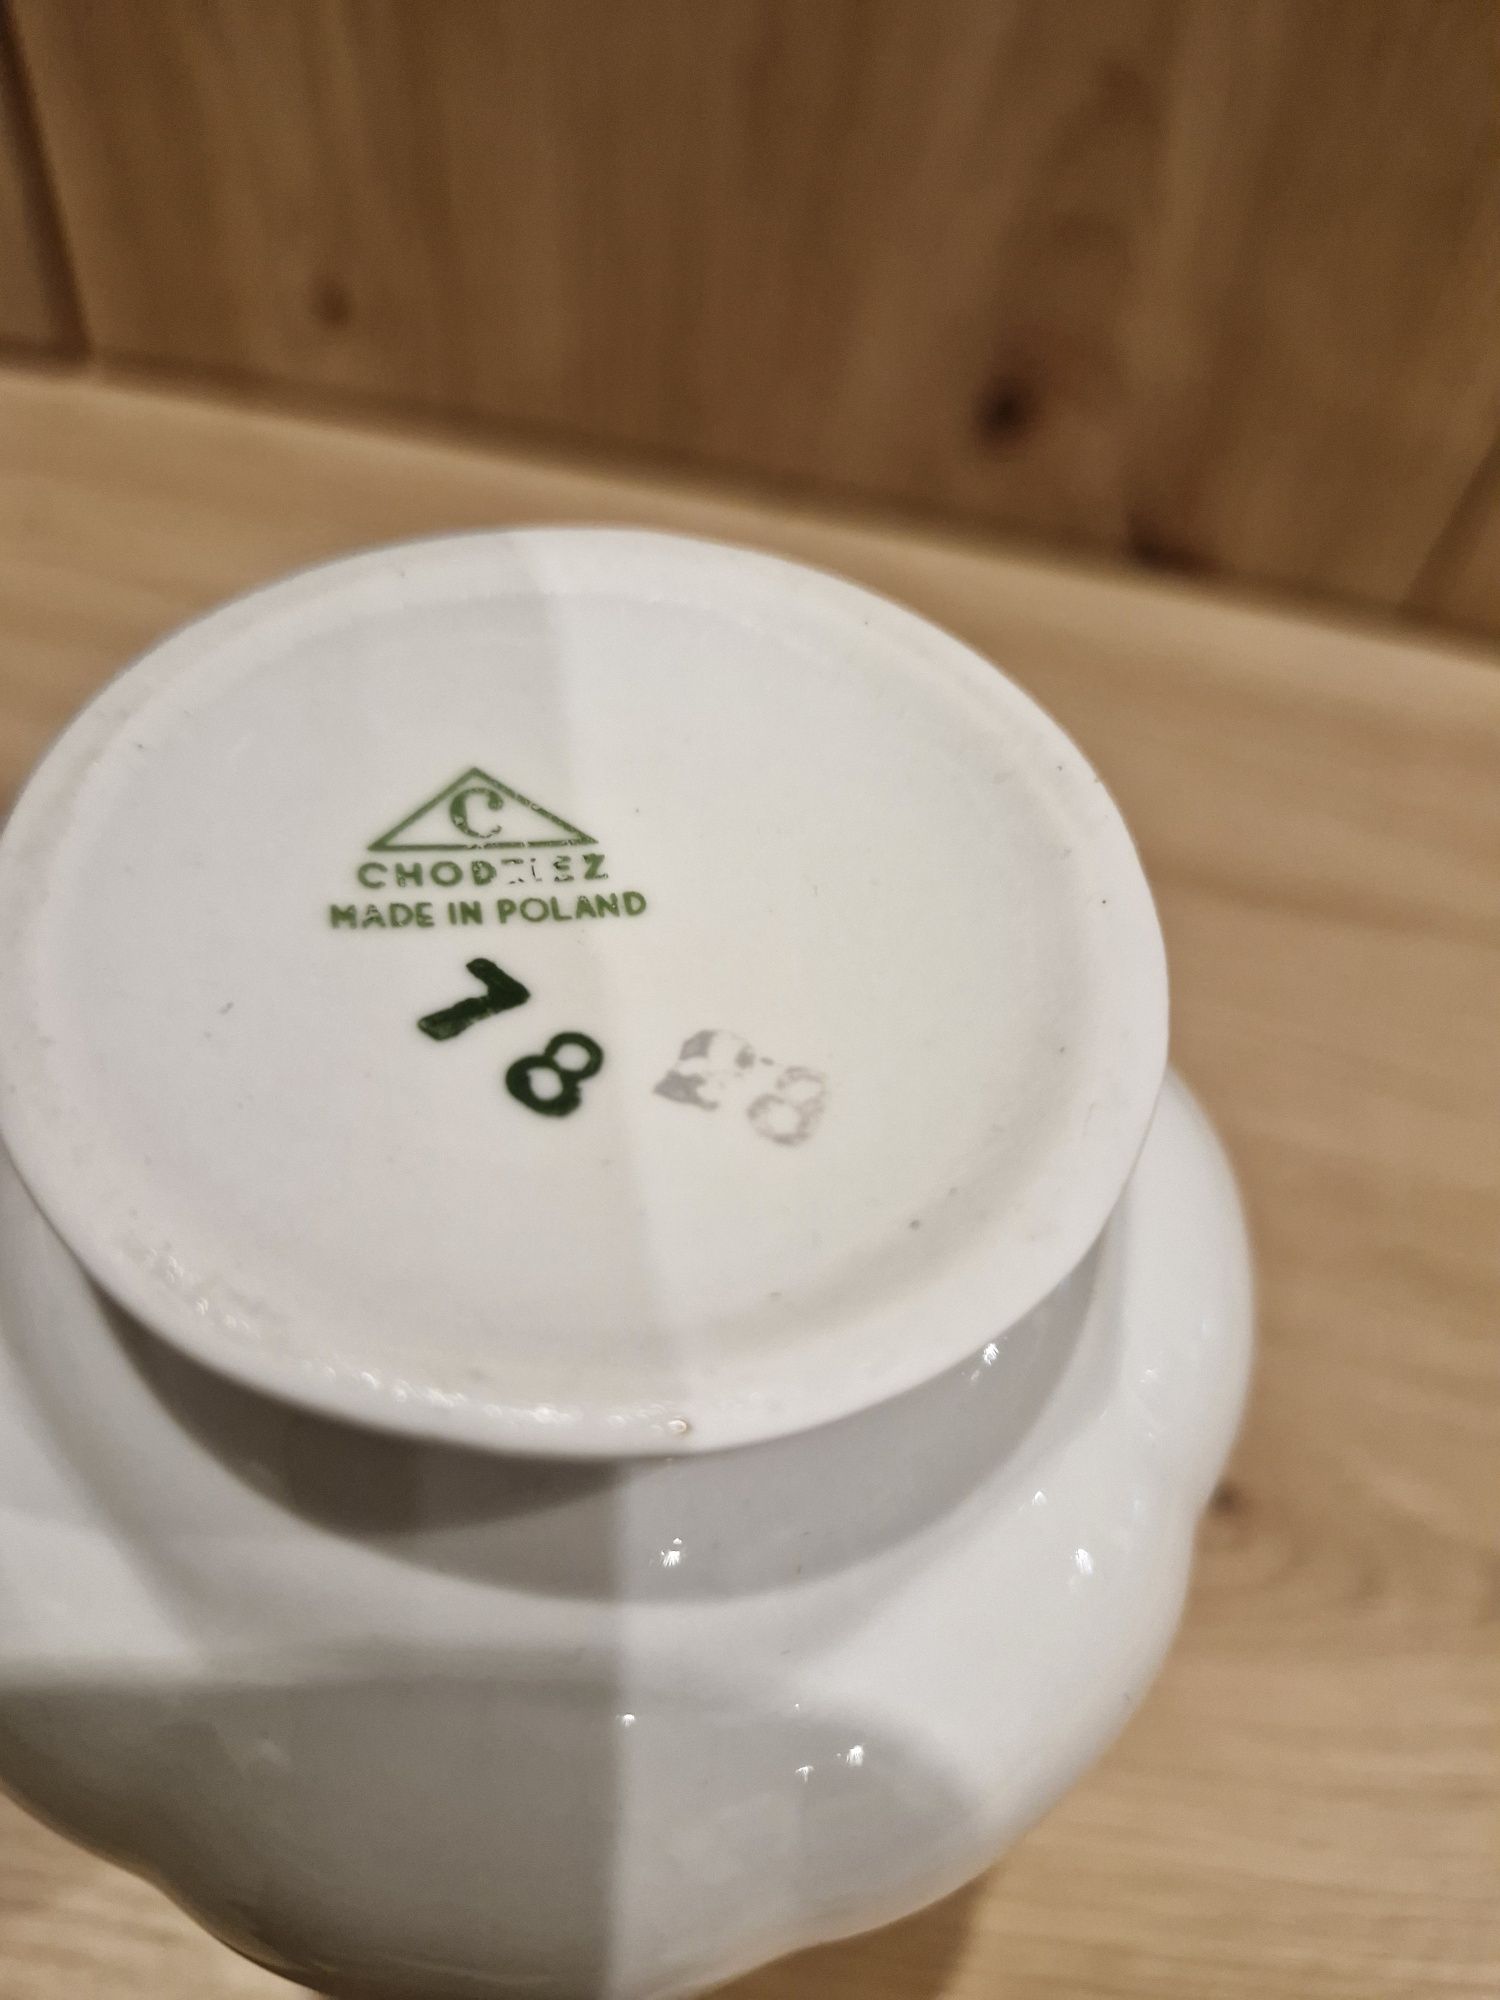 C
CHODZIEZ
MADE IN POLAND
78